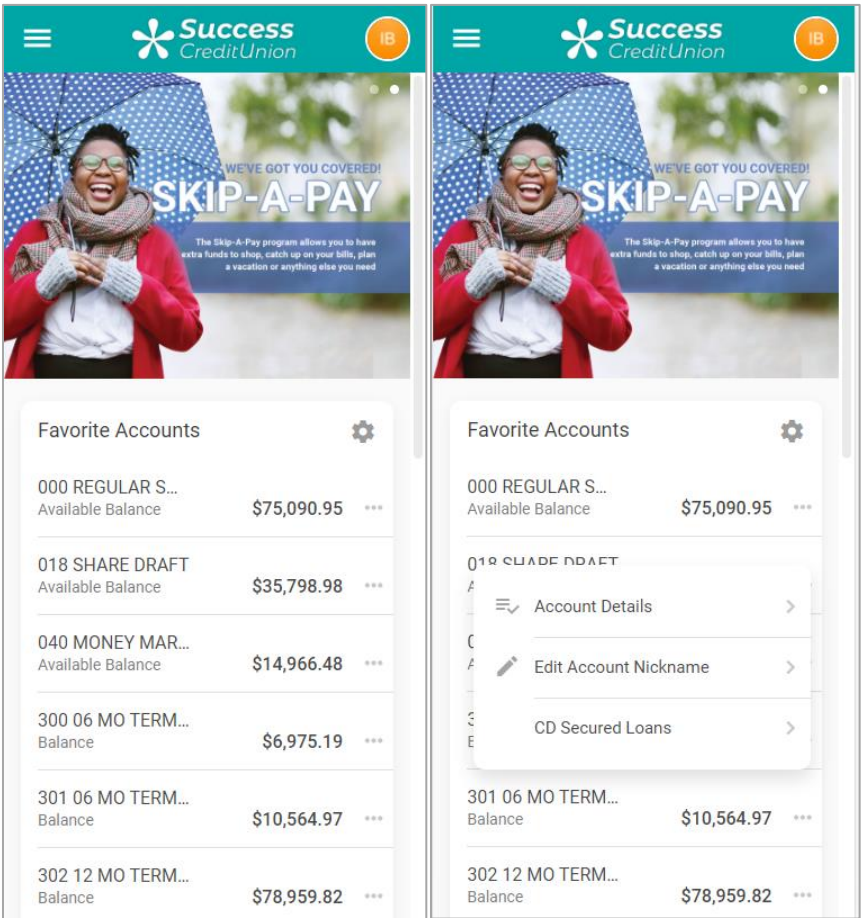 Success
CreditUnion
IB
WE'VE GOT YOU COVERED!
SKIP-A-PAY
The Skip-A-Pay program allows you to have
extra funds to shop, catch up on your bills, plan
a vacation or anything else you need
Favorite Accounts
000 REGULAR S...
Available Balance $75,090.95
018 SHARE DRAFT
Available Balance $35,798.98
040 MONEY MAR...
Available Balance $14,966.48
300 06 MO TERM...
Balance $6,975.19
301 06 MO TERM...
Balance $10,564.97
302 12 MO TERM...
Balance $78,959.82
Success
CreditUnion
IB
WE'VE GOT YOU COVERED!
SKIP-A-PAY
The Skip-A-Pay program allows you to have
extra funds to shop, catch up on your bills, plan
a vacation or anything else you need
Favorite Accounts
000 REGULAR S...
Available Balance $75,090.95
018 SHARE DRAFT
Account Details
Edit Account Nickname
CD Secured Loans
301 06 MO TERM...
Balance $10,564.97
302 12 MO TERM...
Balance $78,959.82